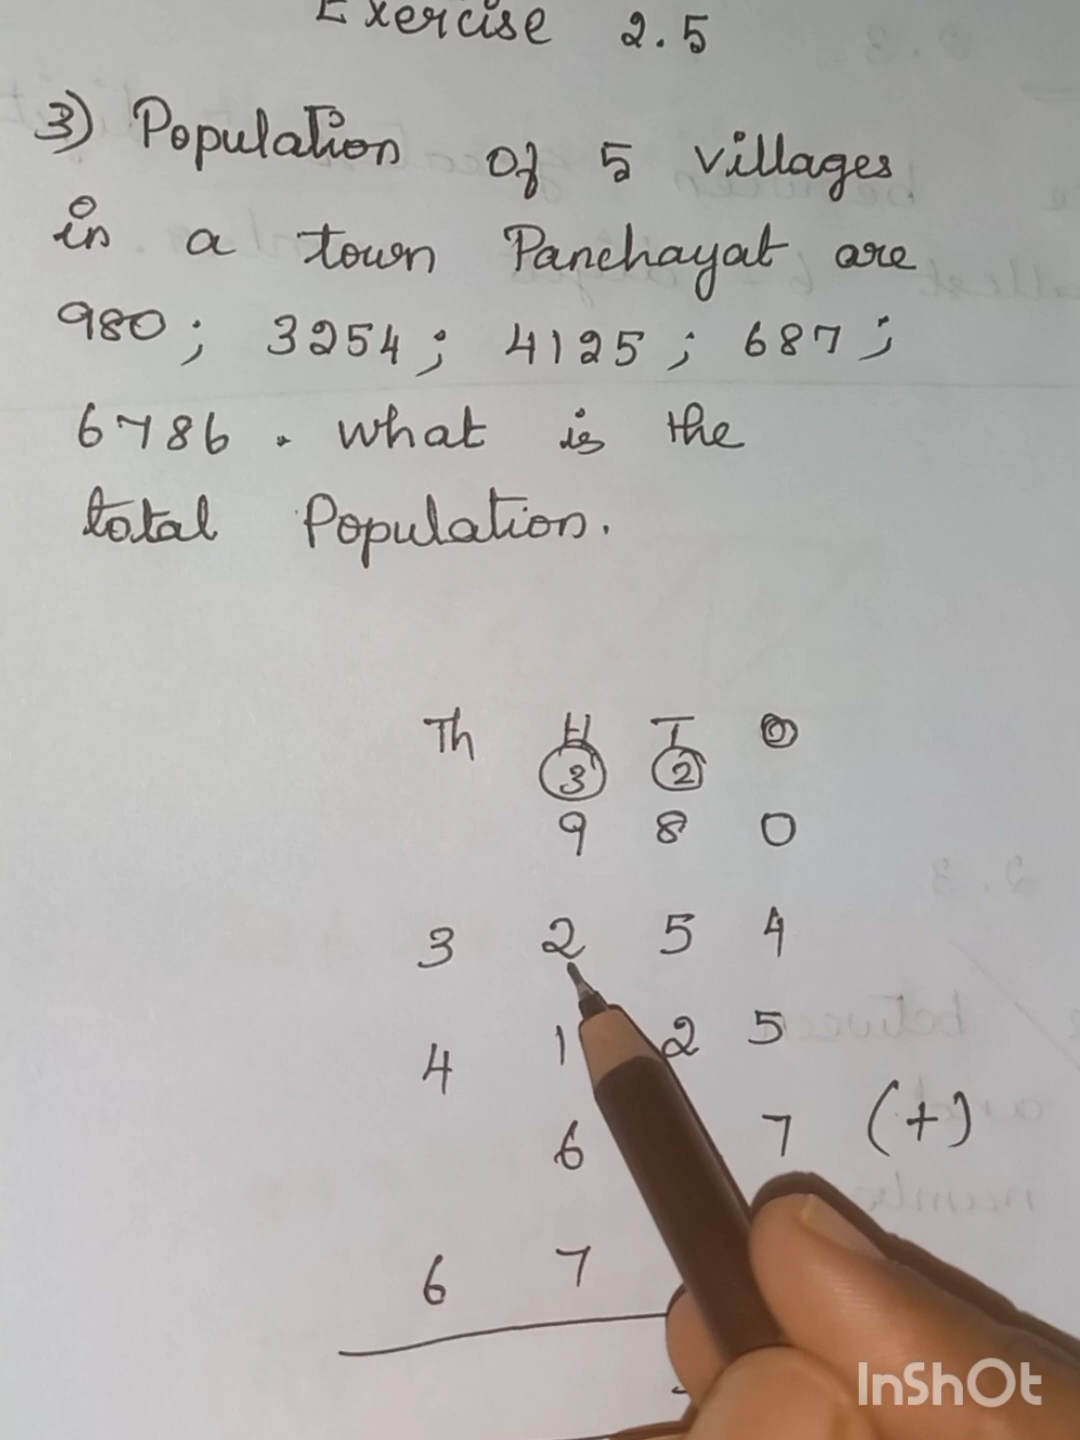 Exercise 2.5
3) Population of 5 villages
in a town Panchayat are
980; 3254; 4125; 687;
6786. what is the
total Population.
Th H T O
3 2
9 8 0
3 2 5 4
4 1 2 5
6 7 (+)
6 7
InShOt